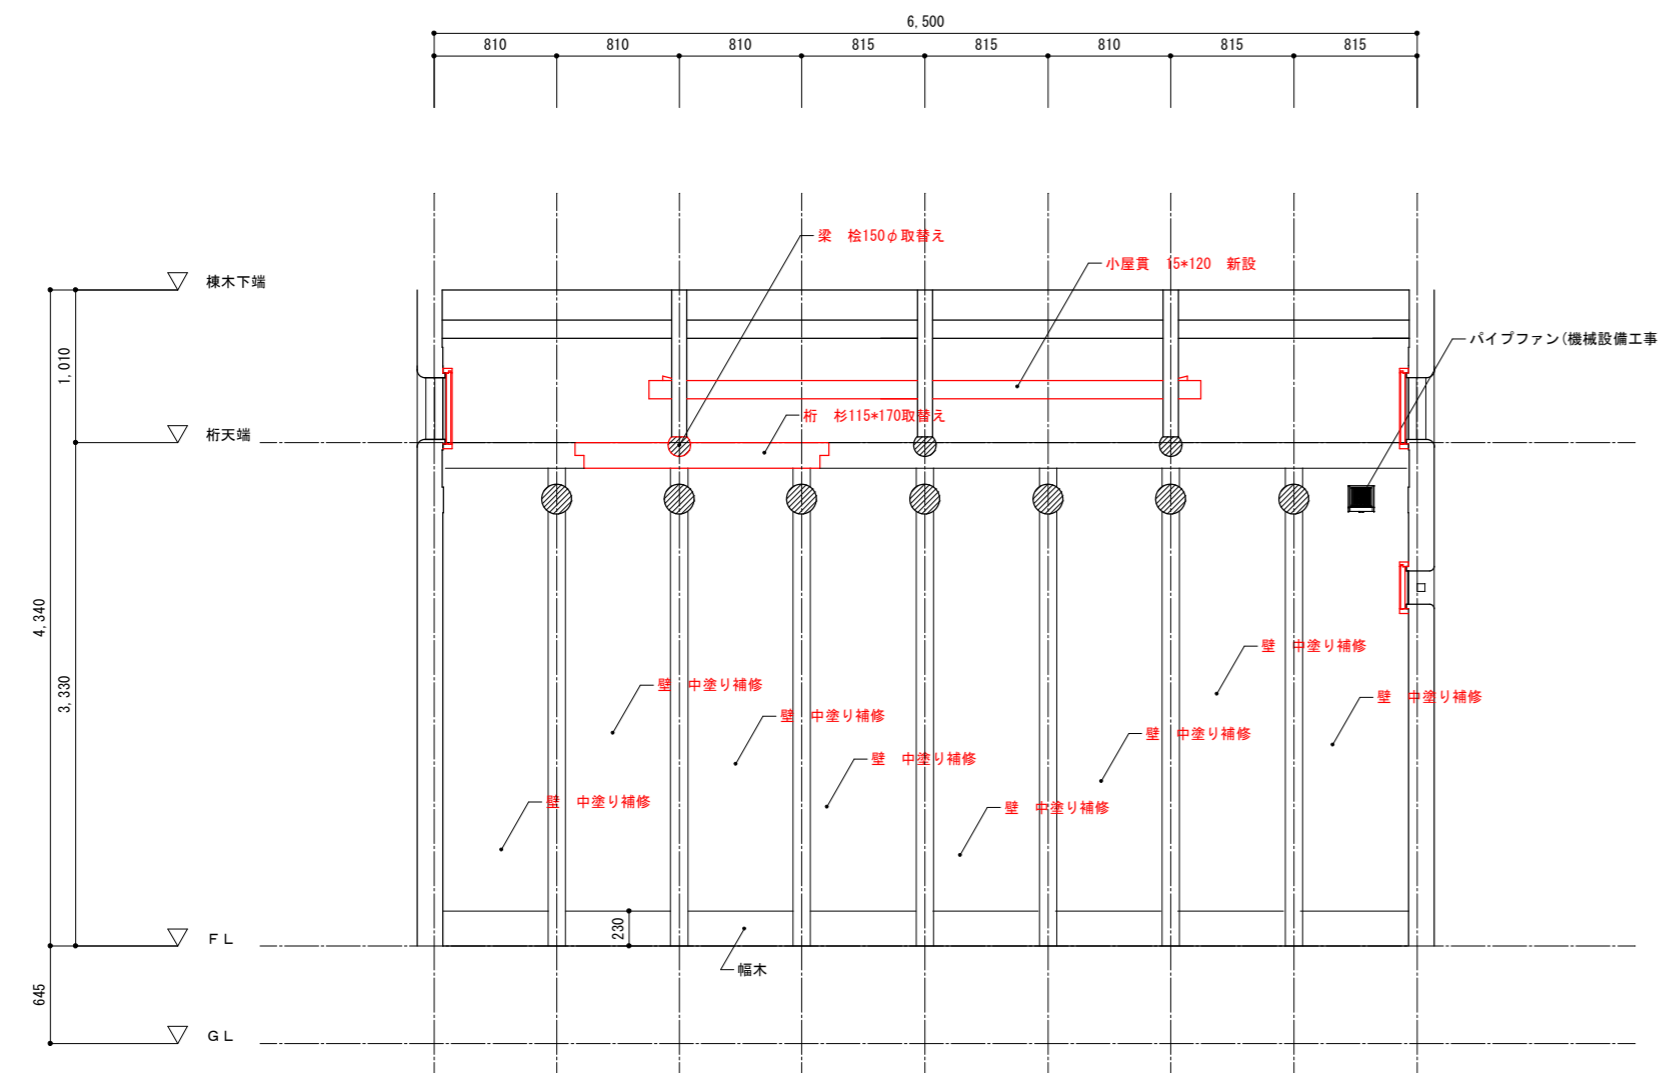 6,500
810 810 810 815 815 810 815 815
梁 桧150φ取替え
小屋貫 15*120 新設
棟木下端
パイプファン(機械設備工事
1,010
桁 杉115*170取替え
桁天端
4,340
3,330
壁 中塗り補修
壁 中塗り補修
壁 中塗り補修
壁 中塗り補修
壁 中塗り補修
壁 中塗り補修
壁 中塗り補修
壁 中塗り補修
230
FL
幅木
645
GL